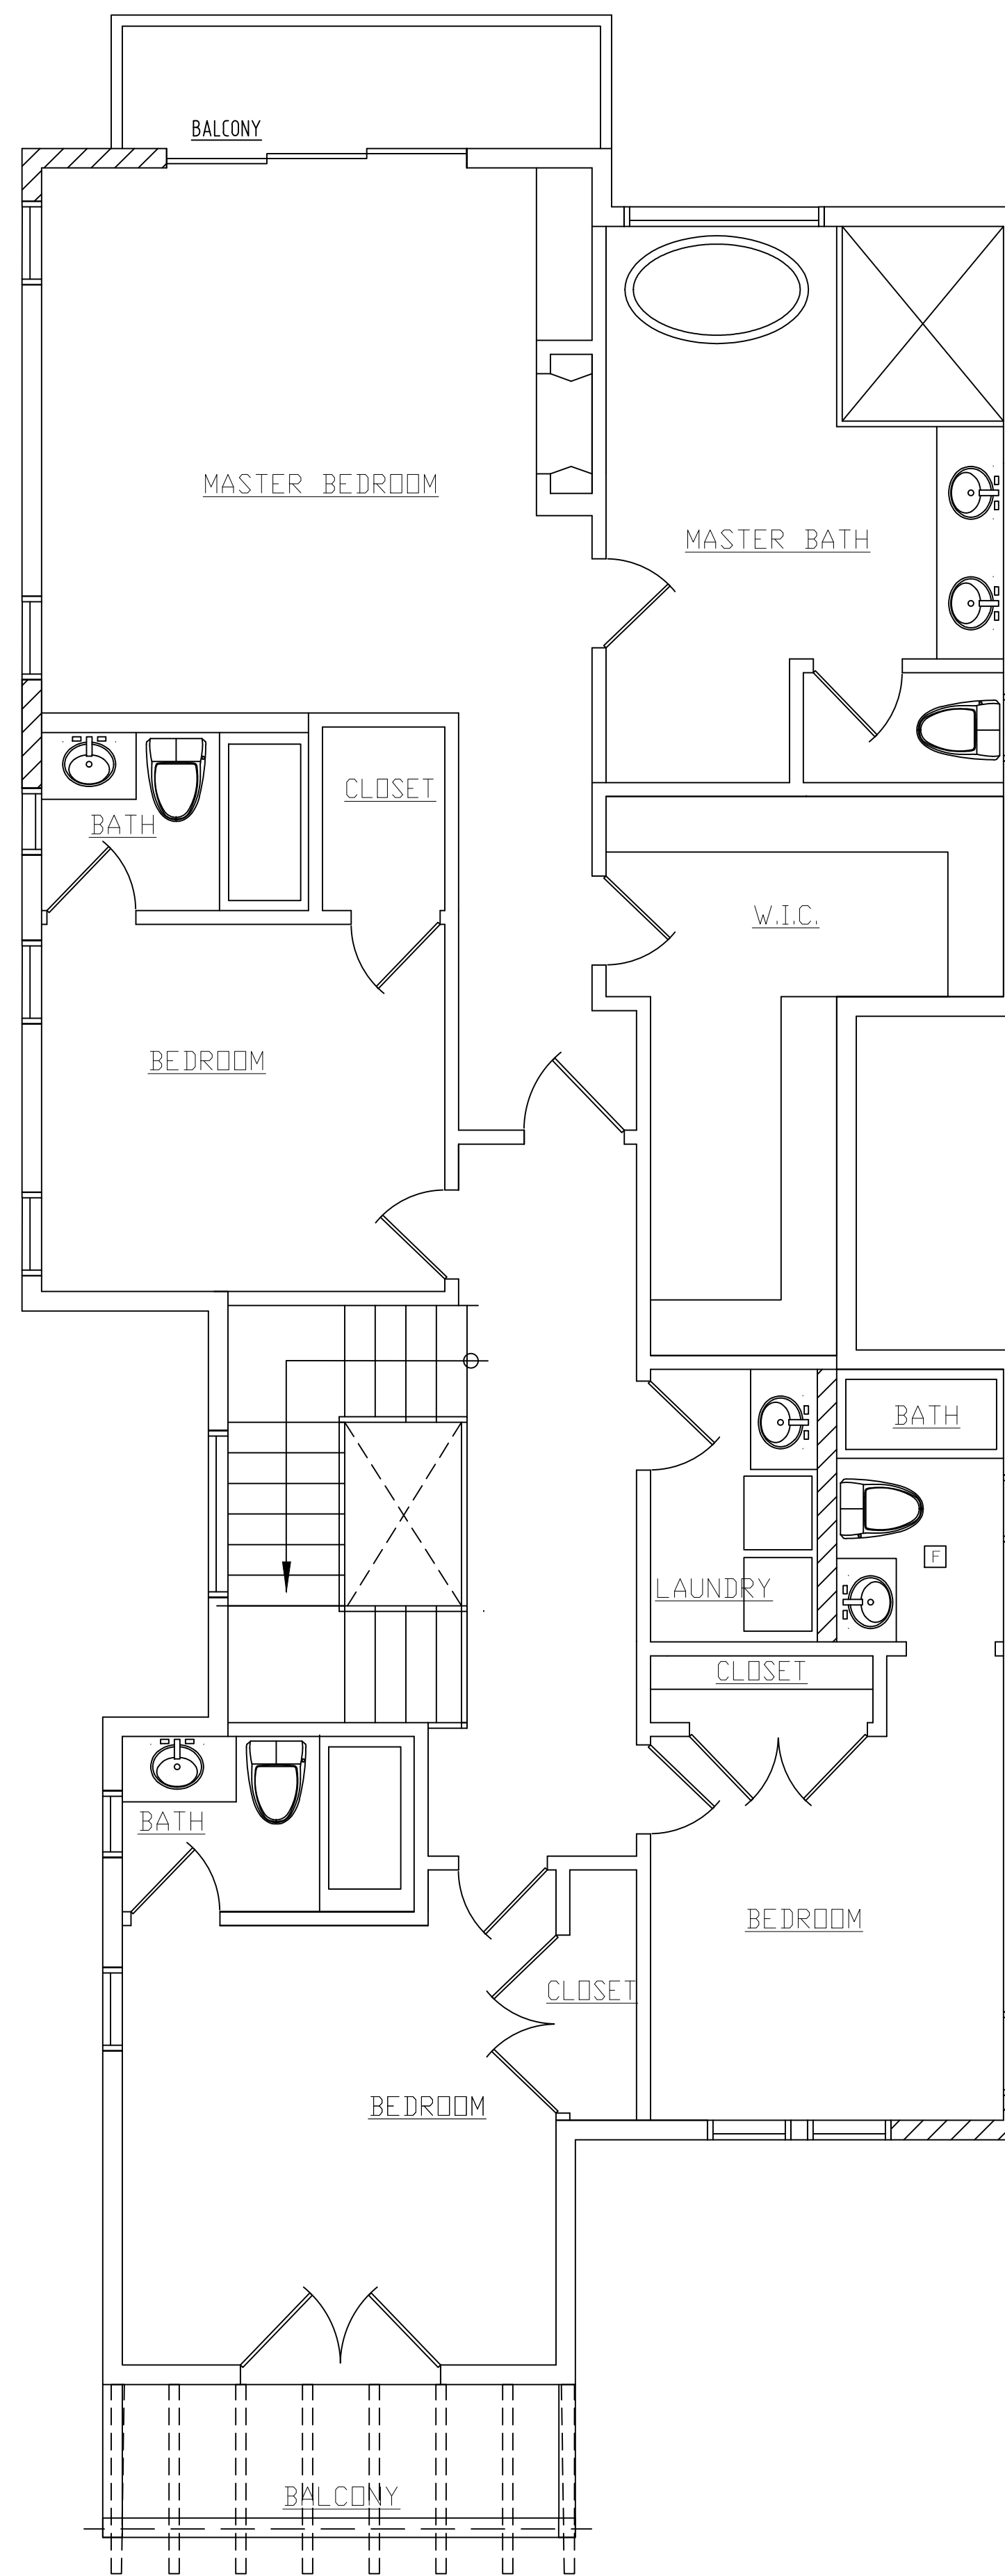 BALCONY
MASTER BEDROOM
MASTER BATH
CLOSET
BATH
W.I.C.
BEDROOM
BATH
F
LAUNDRY
CLOSET
BATH
BEDROOM
CLOSET
BEDROOM
BALCONY